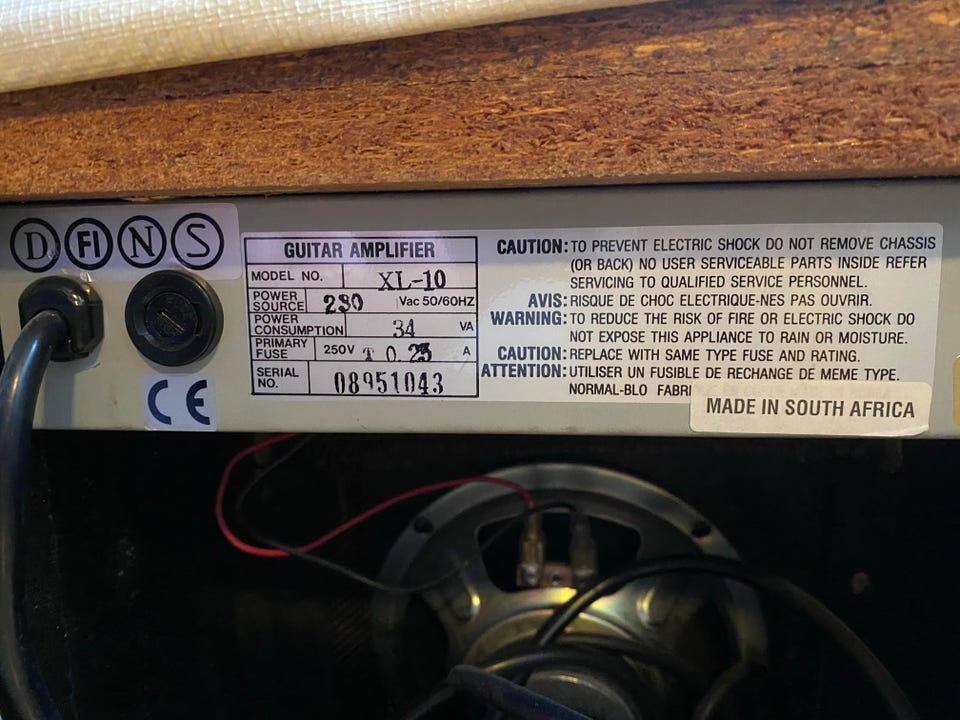 D FI N S
GUITAR AMPLIFIER
MODEL NO. XL-10
POWER SOURCE 230 Vac 50/60HZ
POWER CONSUMPTION 34 VA
PRIMARY FUSE 250V T 0.25 A
SERIAL NO. 08951043
CE
CAUTION: TO PREVENT ELECTRIC SHOCK DO NOT REMOVE CHASSIS
(OR BACK) NO USER SERVICEABLE PARTS INSIDE REFER
SERVICING TO QUALIFIED SERVICE PERSONNEL.
AVIS: RISQUE DE CHOC ELECTRIQUE-NES PAS OUVRIR.
WARNING: TO REDUCE THE RISK OF FIRE OR ELECTRIC SHOCK DO
NOT EXPOSE THIS APPLIANCE TO RAIN OR MOISTURE.
CAUTION: REPLACE WITH SAME TYPE FUSE AND RATING.
ATTENTION: UTILISER UN FUSIBLE DE RECHANGE DE MEME TYPE.
NORMAL-BLO
MADE IN SOUTH AFRICA